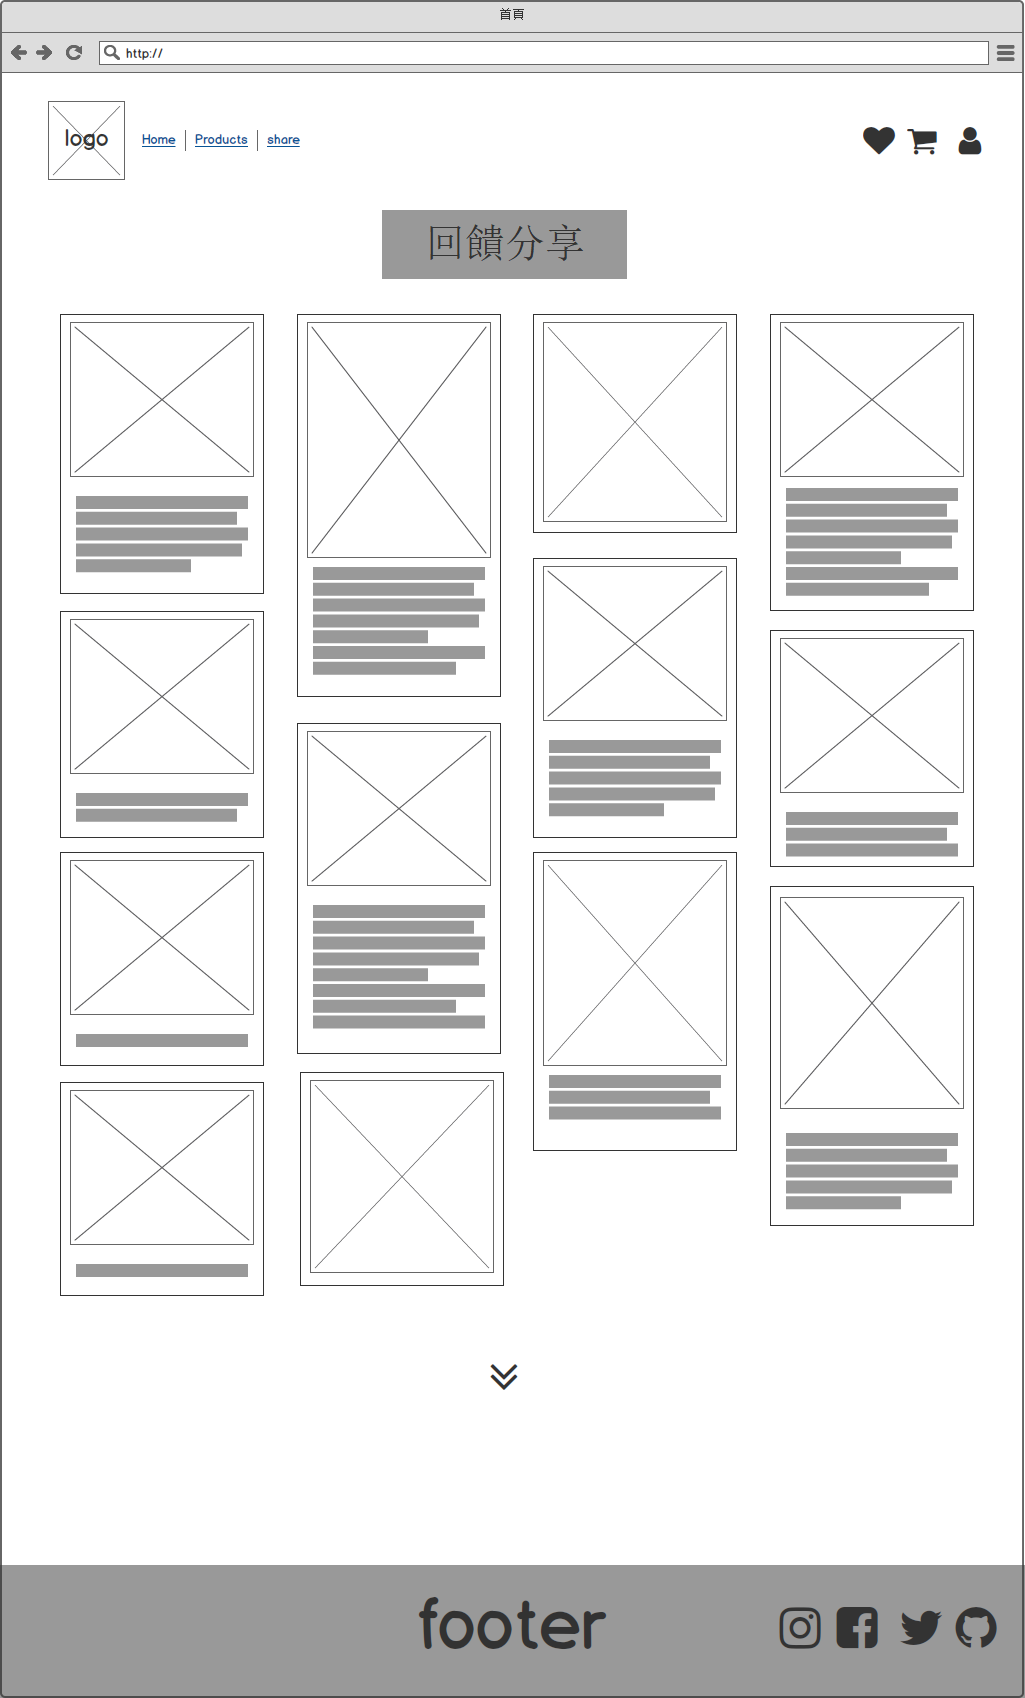 首頁
http://
logo
Home
Products
share
回饋分享
footer